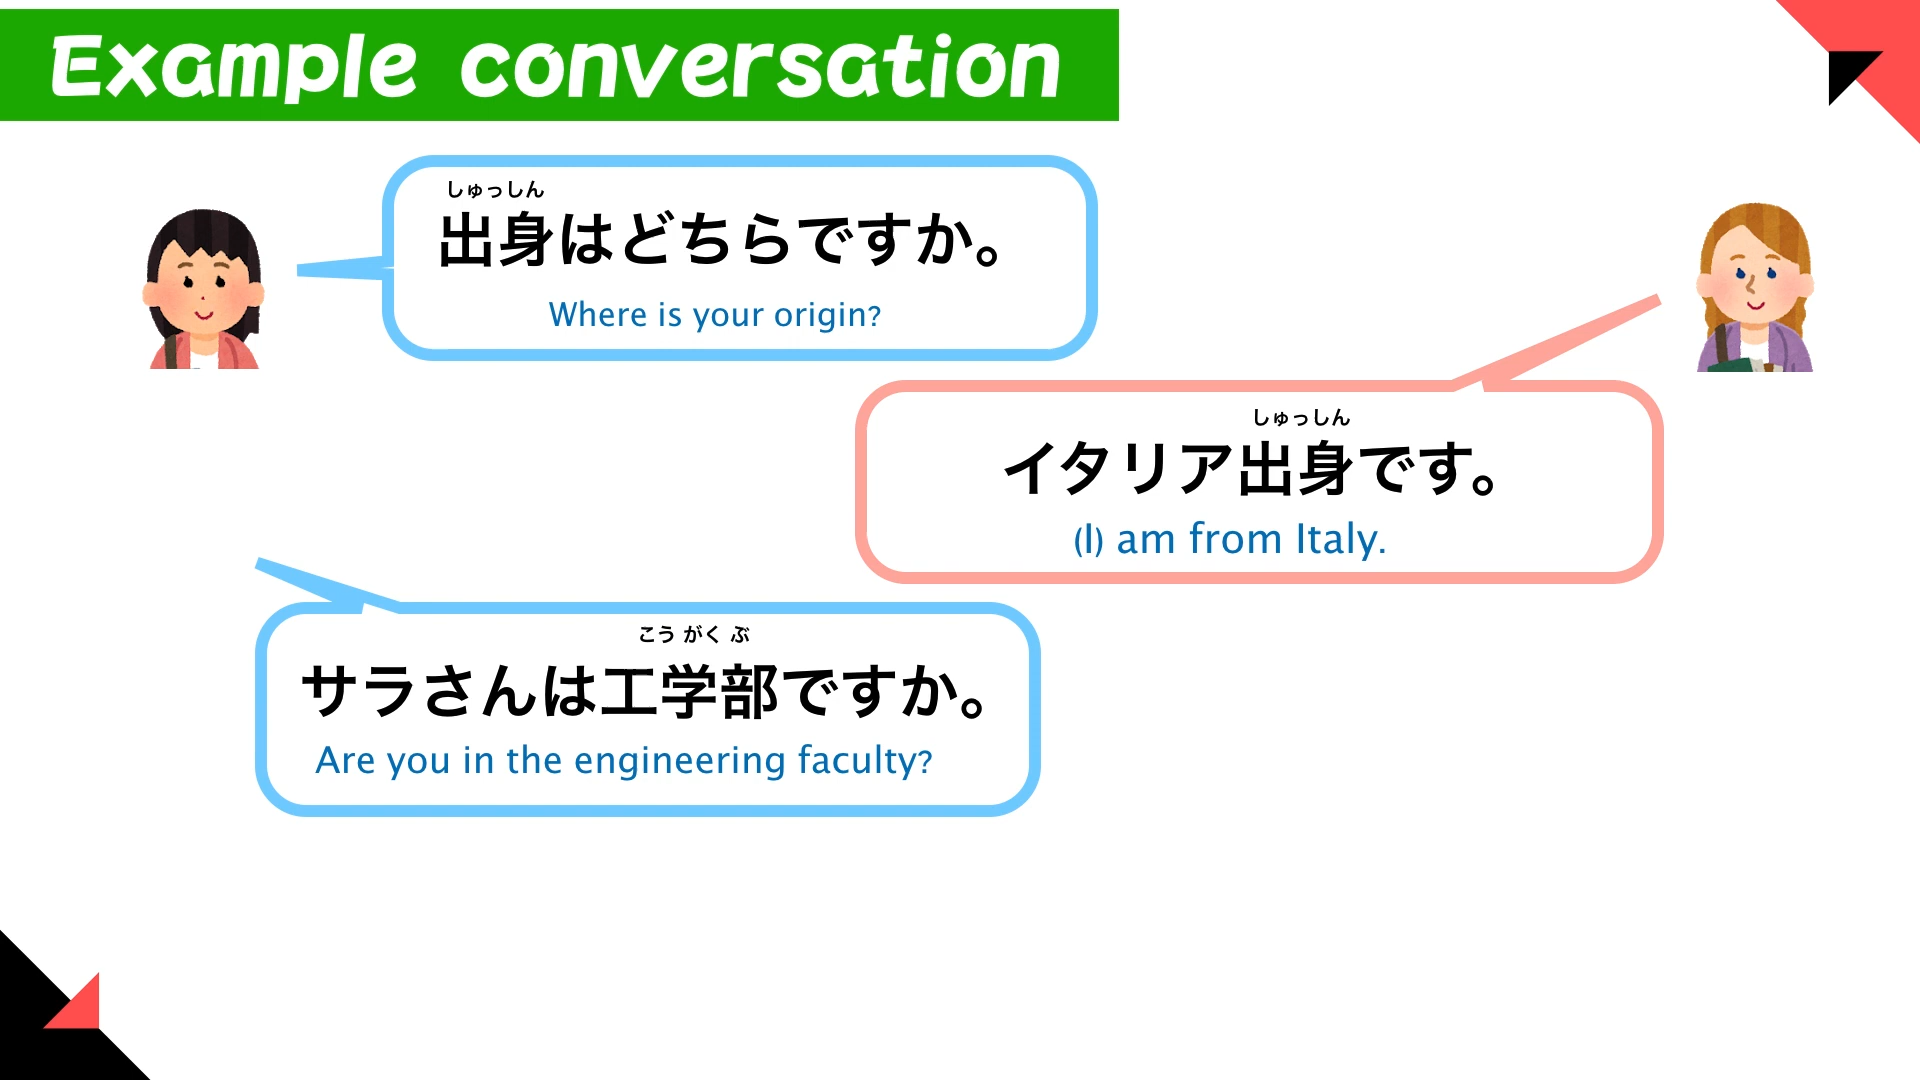 Example conversation
しゅっしん
出身はどちらですか。
Where is your origin?
しゅっしん
イタリア出身です。
(I) am from Italy.
こう がく ぶ
サラさんは工学部ですか。
Are you in the engineering faculty?